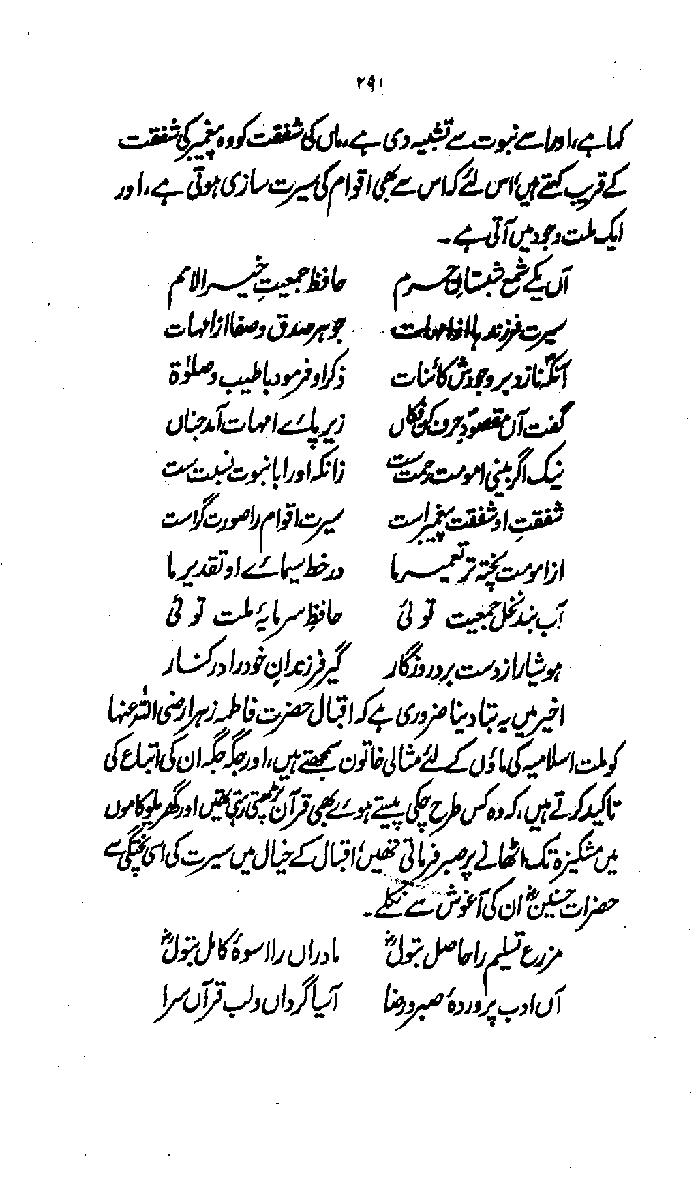 ۲۹۱
کہا ہے، اور اسے نبوت سے تشبیہ دی ہے، ماں کی شفقت کو وہ پیغمبر کی شفقت
کے قریب کہتے ہیں، اس لئے کہ اس سے بھی اقوام کی سیرت سازی ہوتی ہے، اور
ایک ملت وجود میں آتی ہے۔
آں یکے شمع شبستانِ حرم حافظ جمعیت خیر الامم
سیرت فرزندہا از امہات جوہر صدق و صفا از امہات
آنکہ نازد بر وجودش کائنات ذکر او فرمود با طیب و صلوٰۃ
گفت آں مقصود حرف کن فکاں زیر پائے امہات آمد جناں
نیک اگر بینی امومت رحمت ست زانکہ او را با نبوت نسبت ست
شفقتِ او شفقت پیغمبر است سیرت اقوام را صورت گر است
از امومت پختہ تر تعمیر ما در خط سیمائے او تقدیر ما
آب بند نخل جمعیت توئی حافظ سرمایۂ ملت توئی
ہوشیار از دست برد روزگار گیر فرزندانِ خود را در کنار
اخیر میں یہ بتا دینا ضروری ہے کہ اقبال حضرت فاطمہ زہرا رضی اللہ عنہا
کو ملت اسلامیہ کی ماؤں کے لئے مثالی خاتون سمجھتے ہیں، اور جگہ جگہ ان کی اتباع کی
تاکید کرتے ہیں، کہ وہ کس طرح چکی پیستے ہوئے بھی قرآن پڑھتی رہتی تھیں اور گھریلو کاموں
میں مشکیزہ تک اٹھانے پر صبر فرماتی تھیں، اقبال کے خیال میں سیرت کی اسی پختگی سے
حضرات حسنینؓ ان کی آغوش سے نکلے۔
مزرع تسلیم را حاصل بتولؓ مادراں را اسوۂ کامل بتولؓ
آں ادب پروردۂ صبر و رضا آسیا گرداں و لب قرآں سرا